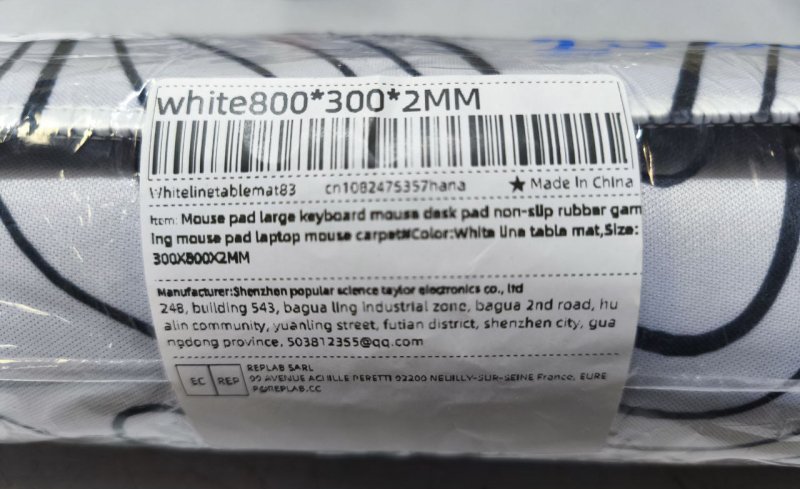 white800*300*2MM
Whitelinetablemat83 cn1082475357hana ★ Made In China
Item: Mouse pad large keyboard mouse desk pad non-slip rubber gam
ing mouse pad laptop mouse carpet#Color:White line table mat,Size:
300X800X2MM
Manufacturer:Shenzhen popular science taylor electronics co., ltd
248, building 543, bagua ling industrial zone, bagua 2nd road, hu
alin community, yuanling street, futian district, shenzhen city, gua
ngdong province, 503812355@qq.com
EC REP
REPLAB SARL
99 AVENUE ACHILLE PERETTI 92200 NEUILLY-SUR-SEINE France, EURE
P@REPLAB.CC